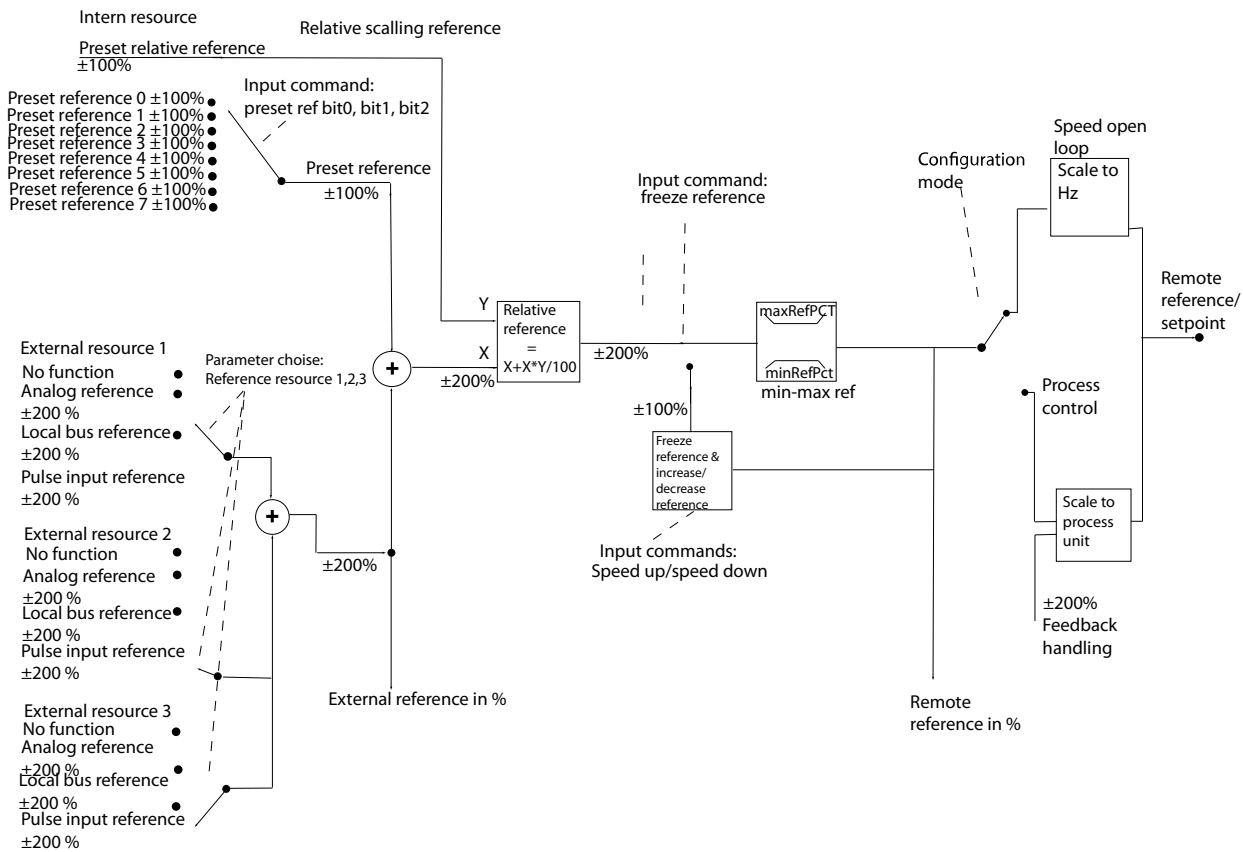 Intern resource
Relative scalling reference
Preset relative reference
±100%
Input command:
preset ref bit0, bit1, bit2
Preset reference 0 ±100%
Preset reference 1 ±100%
Preset reference 2 ±100%
Preset reference 3 ±100%
Preset reference 4 ±100%
Preset reference 5 ±100%
Preset reference 6 ±100%
Preset reference 7 ±100%
Preset reference
±100%
Input command:
freeze reference
Configuration
mode
Speed open
loop
Scale to
Hz
Remote
reference/
setpoint
Y
X
±200%
Relative
reference
=
X+X*Y/100
±200%
maxRefPCT
minRefPct
min-max ref
±100%
Freeze
reference &
increase/
decrease
reference
Input commands:
Speed up/speed down
Process
control
Scale to
process
unit
±200%
Feedback
handling
Remote
reference in %
External resource 1
No function
Analog reference
±200 %
Local bus reference
±200 %
Pulse input reference
±200 %
Parameter choise:
Reference resource 1,2,3
+
+
±200%
External reference in %
External resource 2
No function
Analog reference
±200 %
Local bus reference
±200 %
Pulse input reference
±200 %
External resource 3
No function
Analog reference
±200 %
Local bus reference
±200 %
Pulse input reference
±200 %